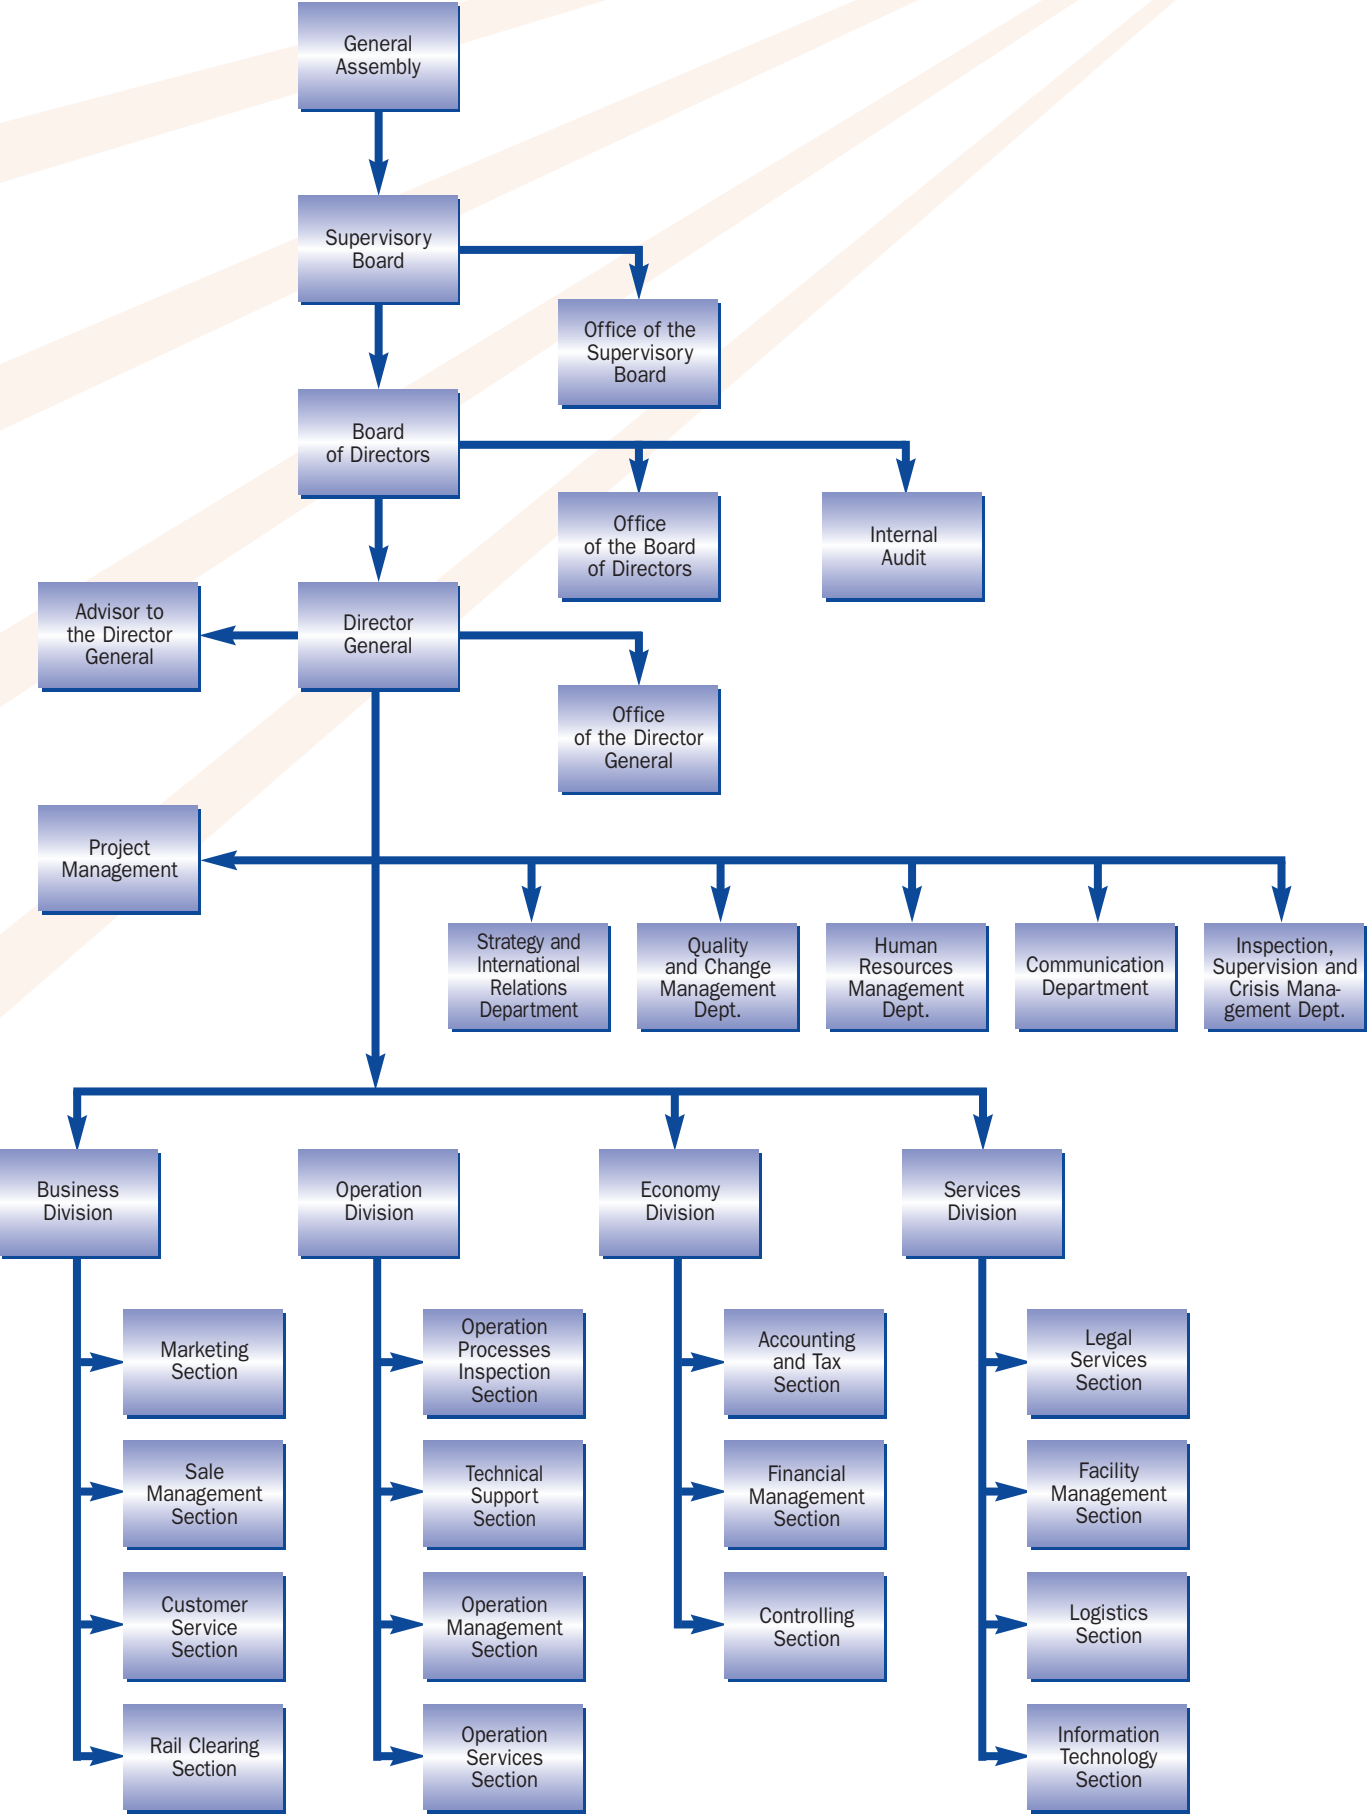 General
Assembly
Supervisory
Board
Office of the
Supervisory
Board
Board
of Directors
Office
of the Board
of Directors
Internal
Audit
Advisor to
the Director
General
Director
General
Office
of the Director
General
Project
Management
Strategy and
International
Relations
Department
Quality
and Change
Management
Dept.
Human
Resources
Management
Dept.
Communication
Department
Inspection,
Supervision and
Crisis Mana-
gement Dept.
Business
Division
Operation
Division
Economy
Division
Services
Division
Marketing
Section
Operation
Processes
Inspection
Section
Accounting
and Tax
Section
Legal
Services
Section
Sale
Management
Section
Technical
Support
Section
Financial
Management
Section
Facility
Management
Section
Customer
Service
Section
Operation
Management
Section
Controlling
Section
Logistics
Section
Rail Clearing
Section
Operation
Services
Section
Information
Technology
Section